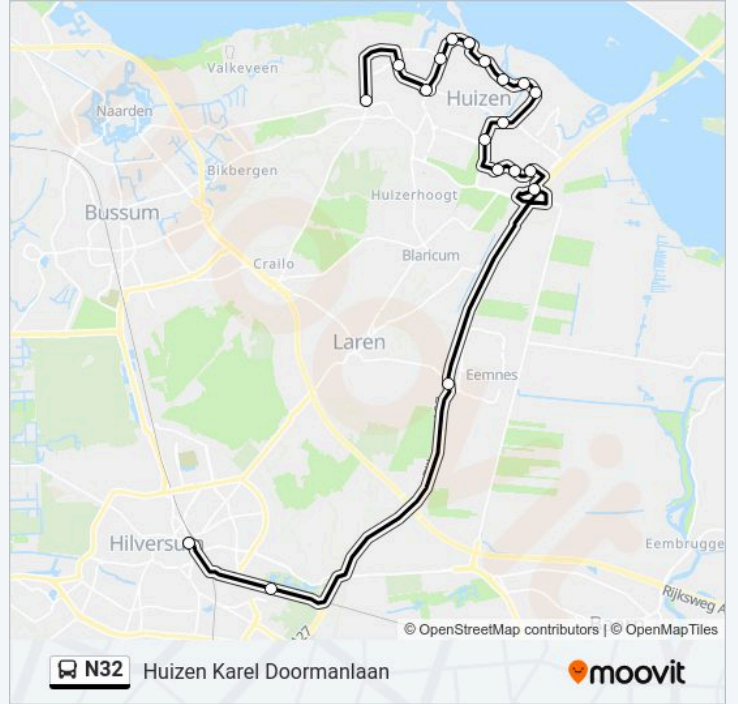 Valkeveen
Naarden
Huizen
Bikbergen
Huizerhoogt
Bussum
Blaricum
Crailo
Laren
Eemnes
Hilversum
Eembrugge
Rijksweg A
A27
© OpenStreetMap contributors | © OpenMapTiles
N32 Huizen Karel Doormanlaan
moovit